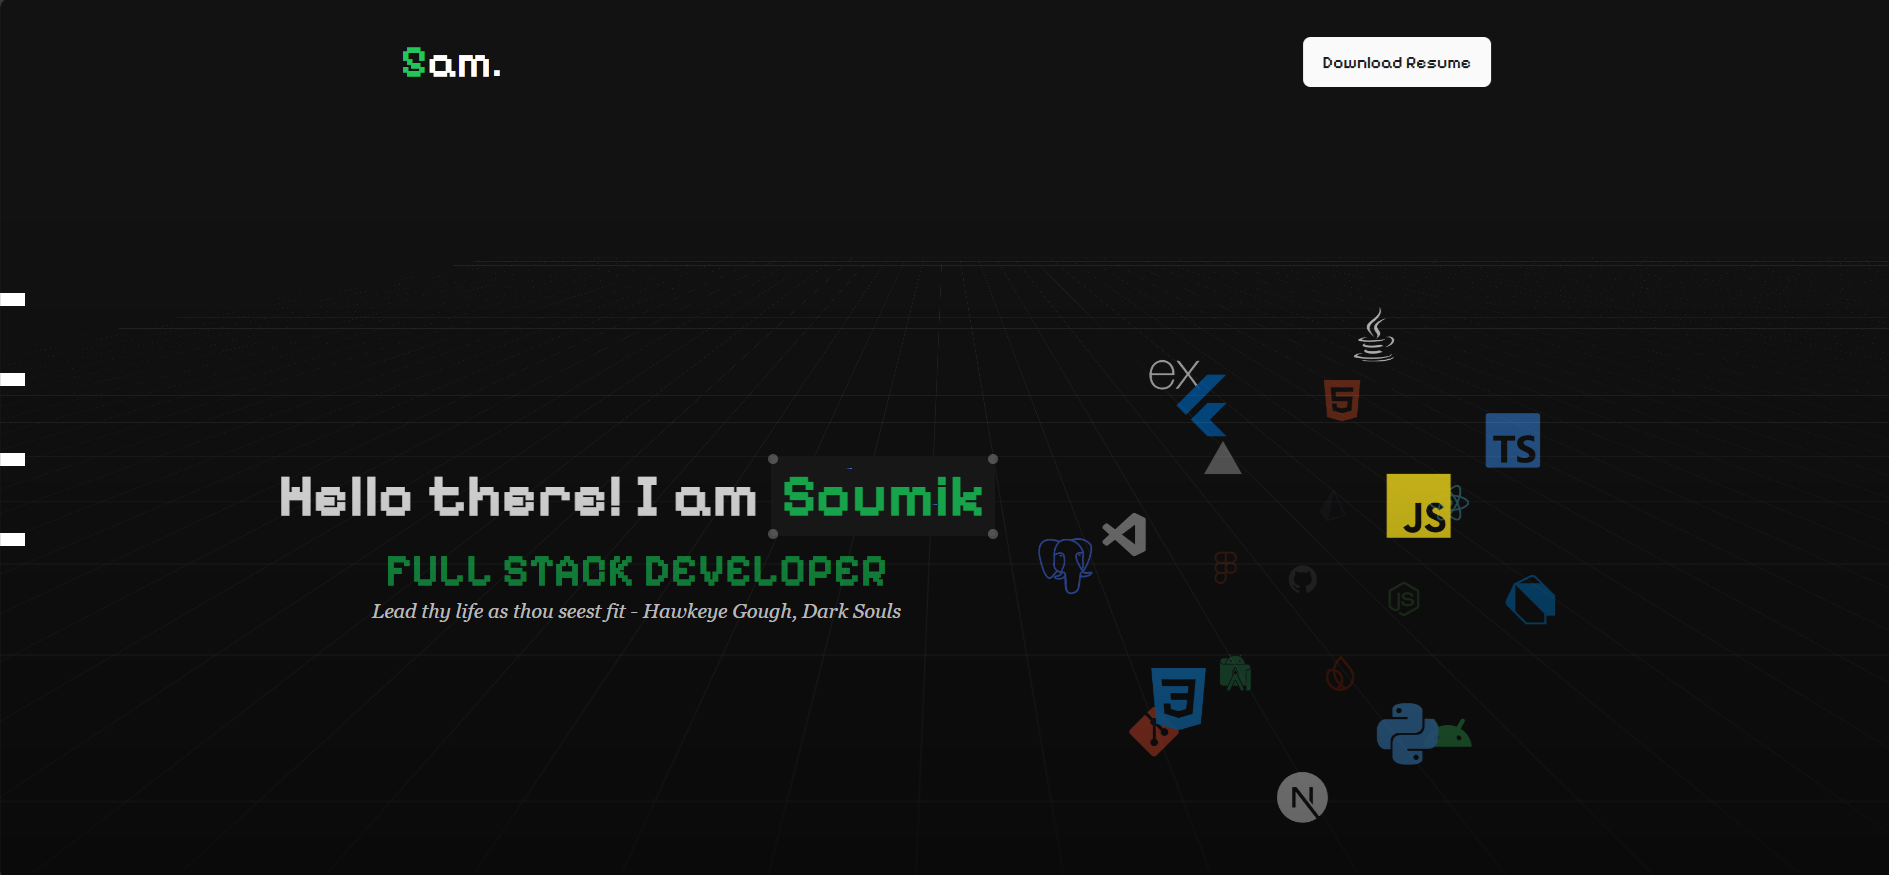 Sam.
Download Resume
ex
5
TS
JS
Hello there! I am Soumik
JS
FULL STACK DEVELOPER
Lead thy life as thou seest fit - Hawkeye Gough, Dark Souls
3
N